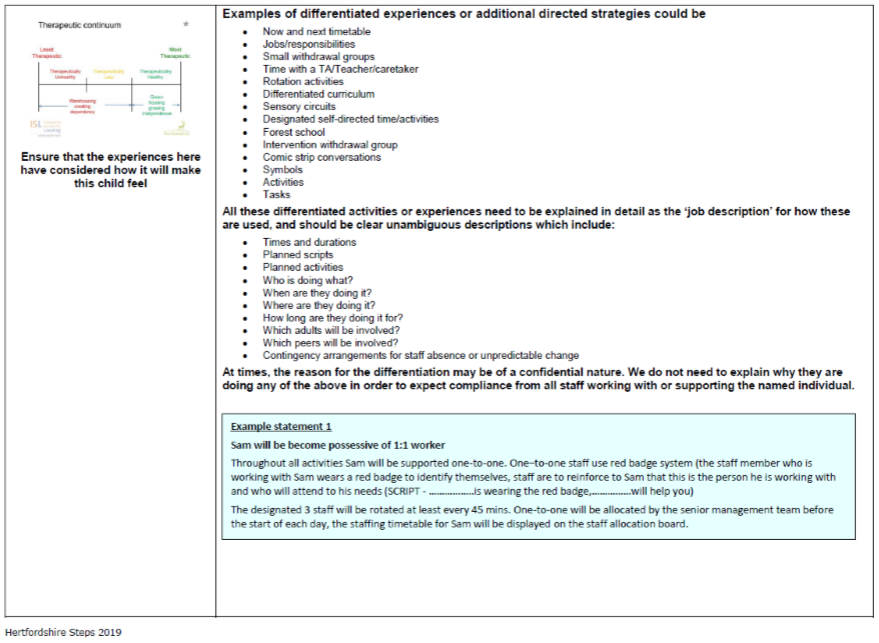 Therapeutic continuum
Least
Therapeutic
Most
Therapeutic
Therapeutically
Unhealthy
Therapeutically
Therapeutically
Healthy
Warehousing
creating
dependency
Green
housing
growing
independence
ISL
Learning
Ensure that the experiences here
have considered how it will make
this child feel
Examples of differentiated experiences or additional directed strategies could be
• Now and next timetable
• Jobs/responsibilities
• Small withdrawal groups
• Time with a TA/Teacher/caretaker
• Rotation activities
• Differentiated curriculum
• Sensory circuits
• Designated self-directed time/activities
• Forest school
• Intervention withdrawal group
• Comic strip conversations
• Symbols
• Activities
• Tasks
All these differentiated activities or experiences need to be explained in detail as the ‘job description’ for how these
are used, and should be clear unambiguous descriptions which include:
• Times and durations
• Planned scripts
• Planned activities
• Who is doing what?
• When are they doing it?
• Where are they doing it?
• How long are they doing it for?
• Which adults will be involved?
• Which peers will be involved?
• Contingency arrangements for staff absence or unpredictable change
At times, the reason for the differentiation may be of a confidential nature. We do not need to explain why they are
doing any of the above in order to expect compliance from all staff working with or supporting the named individual.
Example statement 1
Sam will be become possessive of 1:1 worker
Throughout all activities Sam will be supported one-to-one. One–to-one staff use red badge system (the staff member who is
working with Sam wears a red badge to identify themselves, staff are to reinforce to Sam that this is the person he is working with
and who will attend to his needs (SCRIPT - ................is wearing the red badge,..............will help you)
The designated 3 staff will be rotated at least every 45 mins. One-to-one will be allocated by the senior management team before
the start of each day, the staffing timetable for Sam will be displayed on the staff allocation board.
Hertfordshire Steps 2019